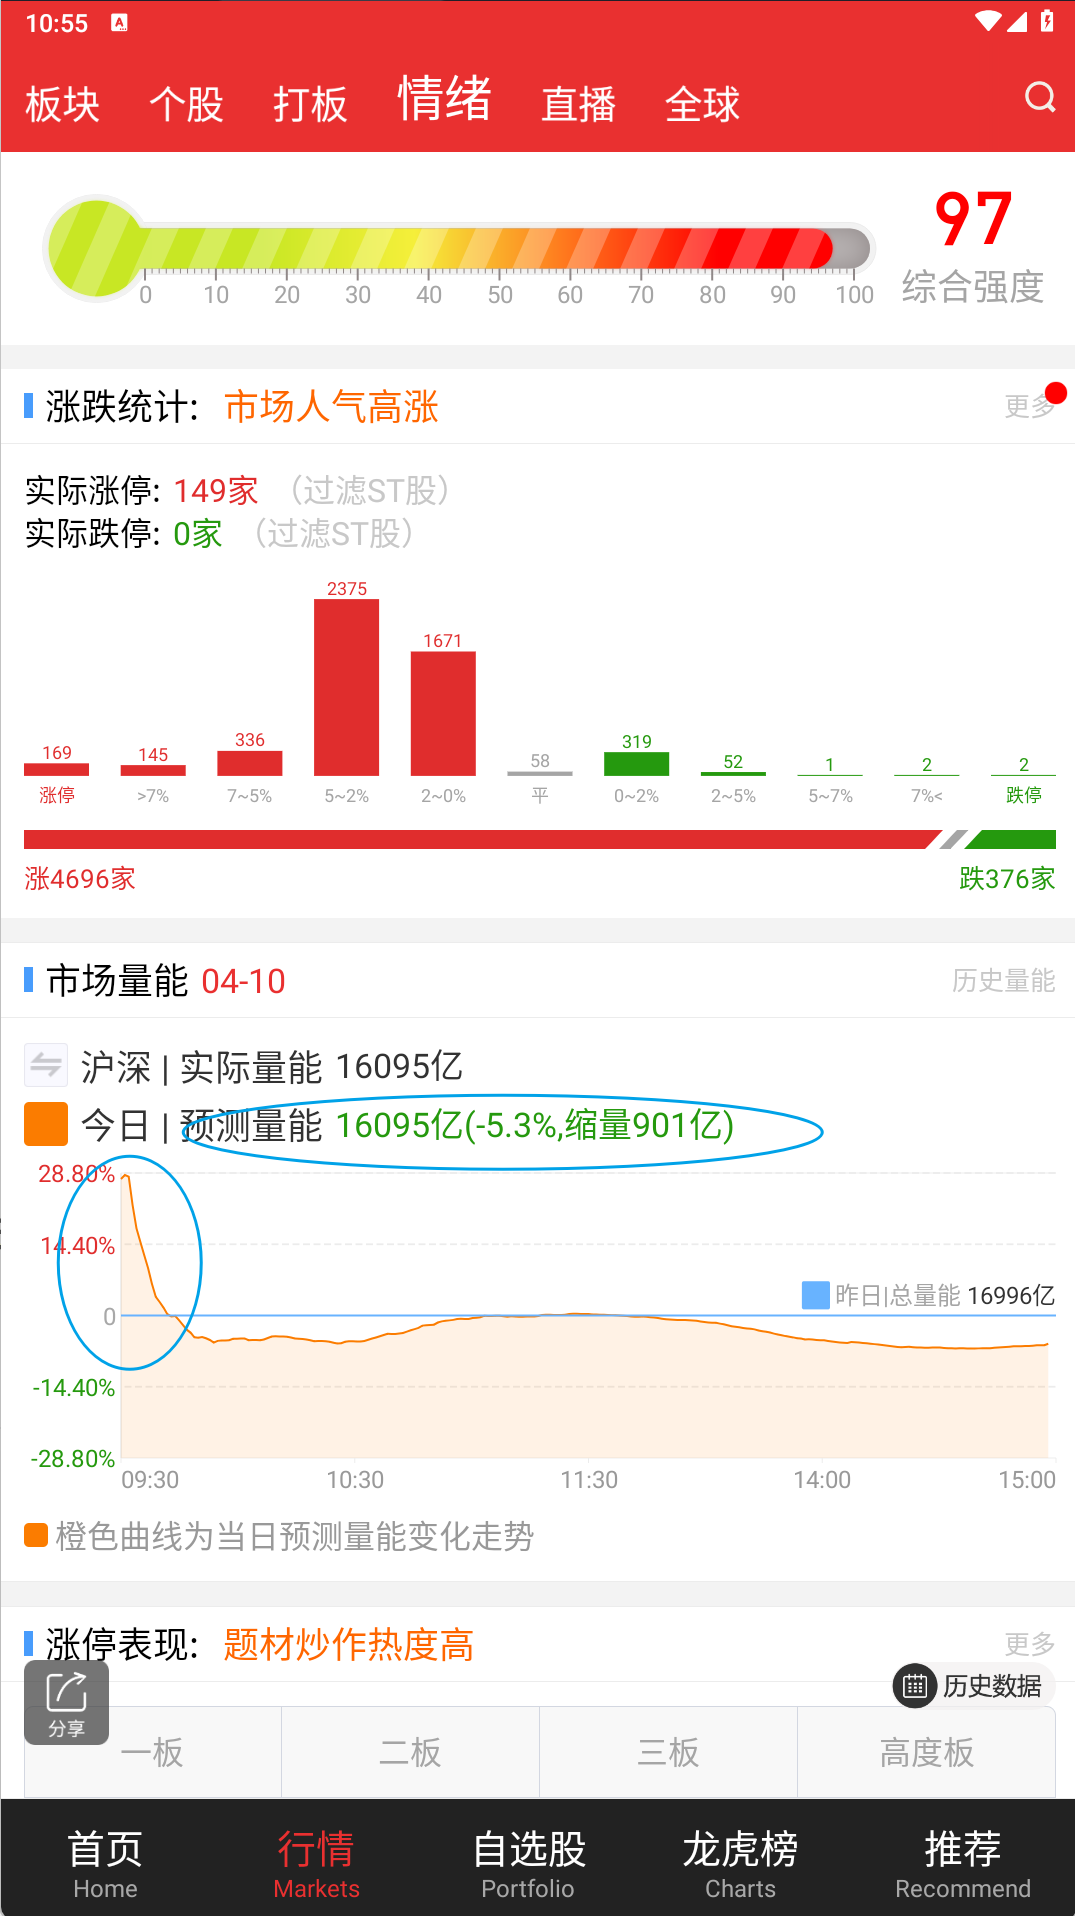 10:55
A
板块 个股 打板 情绪 直播 全球
97
0 10 20 30 40 50 60 70 80 90 100
综合强度
涨跌统计: 市场人气高涨 更多
实际涨停: 149家 （过滤ST股）
实际跌停: 0家 （过滤ST股）
169 145 336 2375 1671 58 319 52 1 2 2
涨停 >7% 7~5% 5~2% 2~0% 平 0~2% 2~5% 5~7% 7%< 跌停
涨4696家 跌376家
市场量能 04-10 历史量能
沪深 | 实际量能 16095亿
今日 | 预测量能 16095亿(-5.3%,缩量901亿)
28.80%
14.40%
昨日|总量能 16996亿
0
-14.40%
-28.80%
09:30 10:30 11:30 14:00 15:00
橙色曲线为当日预测量能变化走势
涨停表现: 题材炒作热度高 更多
历史数据
分享
一板 二板 三板 高度板
首页 行情 自选股 龙虎榜 推荐
Home Markets Portfolio Charts Recommend